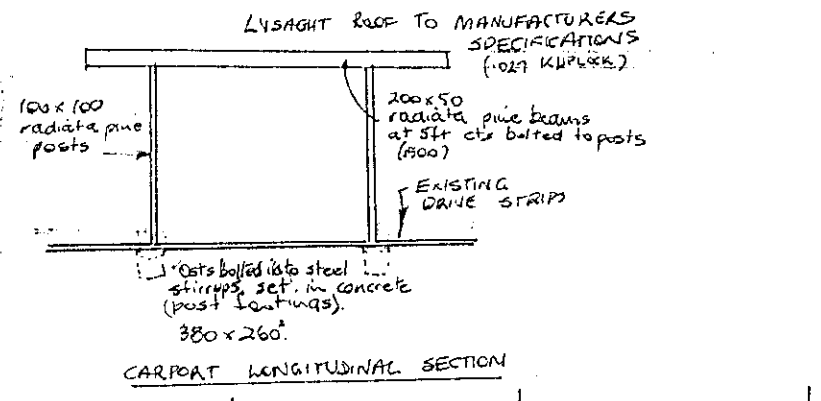 LYSAGHT ROOF TO MANUFACTURERS
SPECIFICATIONS
(.027 KLIPLOK)
100 x 100
radiata pine
posts
200 x 50
radiata pine beams
at 5ft cts bolted to posts
(1500)
EXISTING
DRIVE STRIPS
Posts bolted into steel
stirrups, set in concrete
(post footings).
380 x 260².
CARPORT LONGITUDINAL SECTION